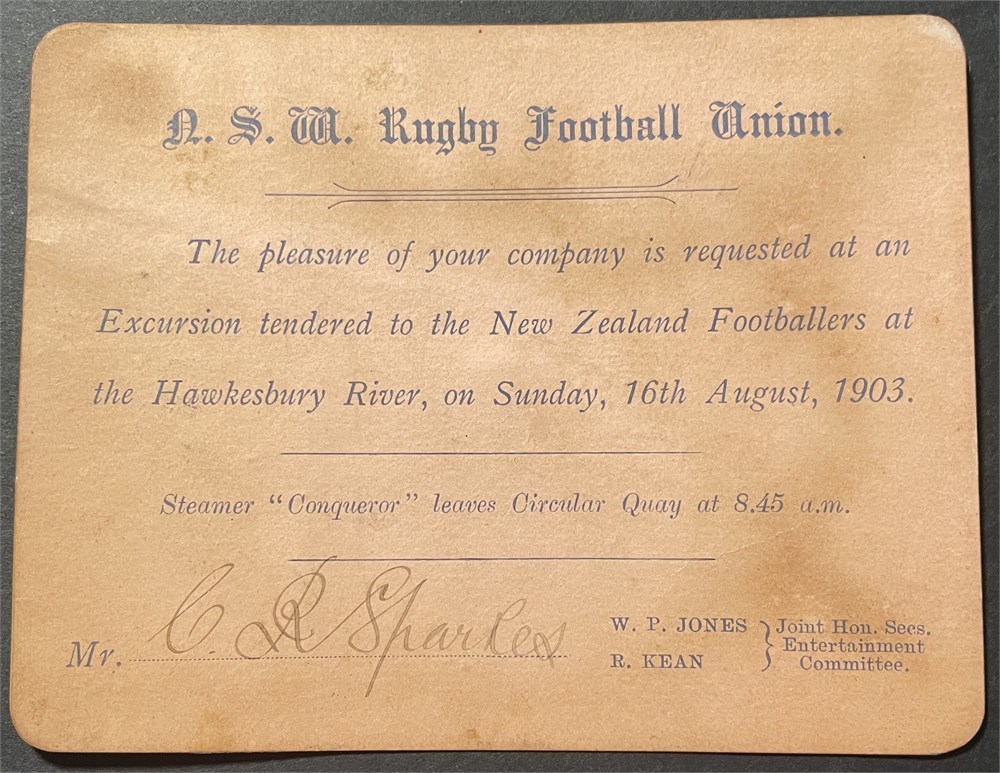 N. S. W. Rugby Football Union.
The pleasure of your company is requested at an
Excursion tendered to the New Zealand Footballers at
the Hawkesbury River, on Sunday, 16th August, 1903.
Steamer “Conqueror” leaves Circular Quay at 8.45 a.m.
Mr. C. R Sparkes
W. P. JONES
R. KEAN
Joint Hon. Secs.
Entertainment
Committee.